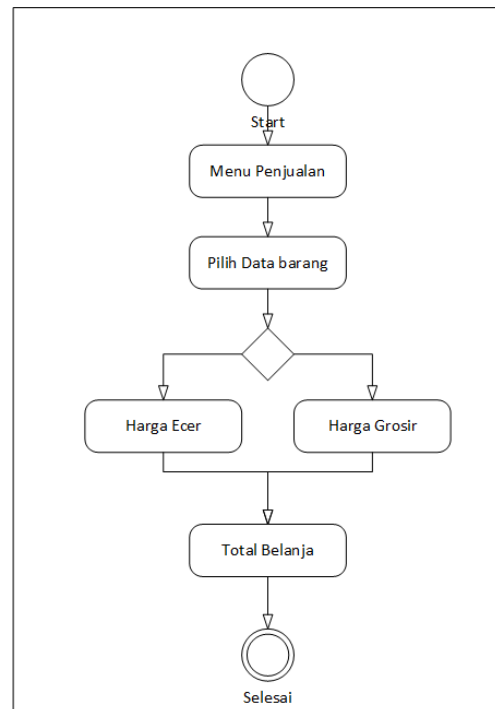 Start
Menu Penjualan
Pilih Data barang
Harga Ecer
Harga Grosir
Total Belanja
Selesai